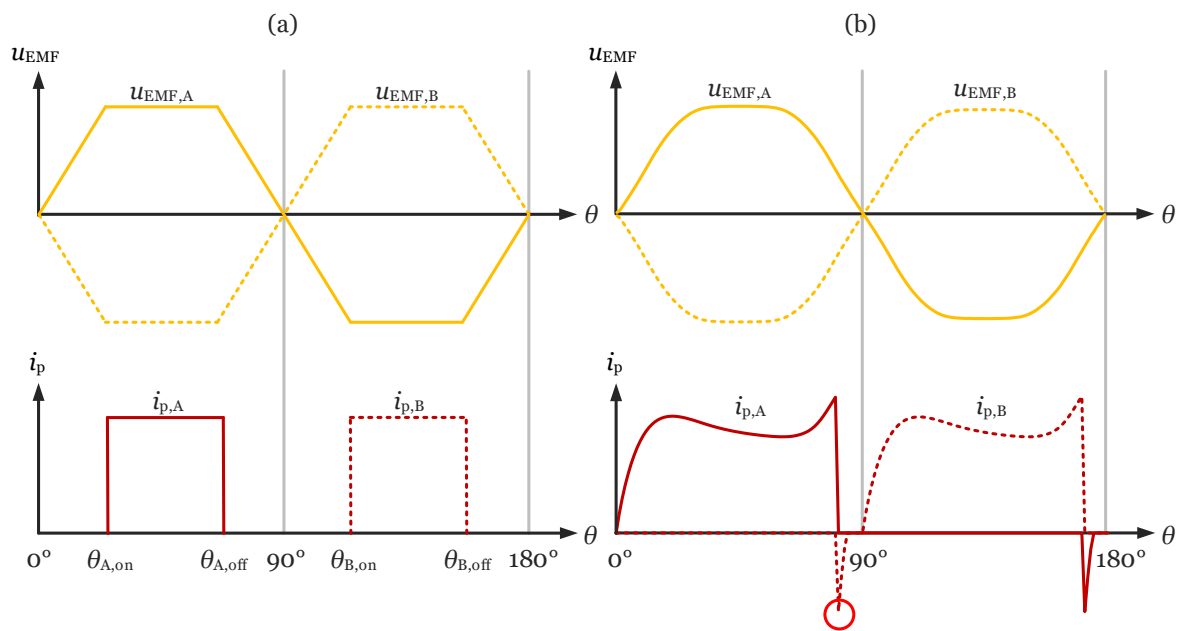 (a) (b)
uEMF uEMF
uEMF,A uEMF,B uEMF,A uEMF,B
θ θ
ip ip
ip,A ip,B ip,A ip,B
θ θ
0° θA,on θA,off 90° θB,on θB,off 180° 0° 90° 180°